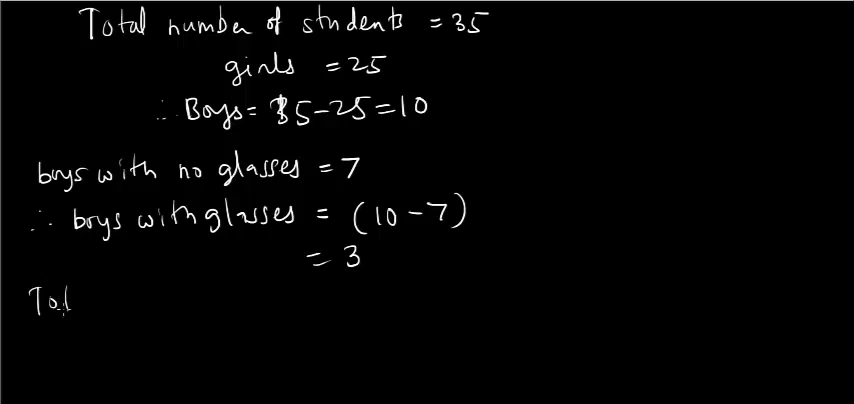 Total number of students = 35
girls = 25
∴ Boys = 35-25=10
boys with no glasses = 7
∴ boys with glasses = (10-7)
= 3
Tot